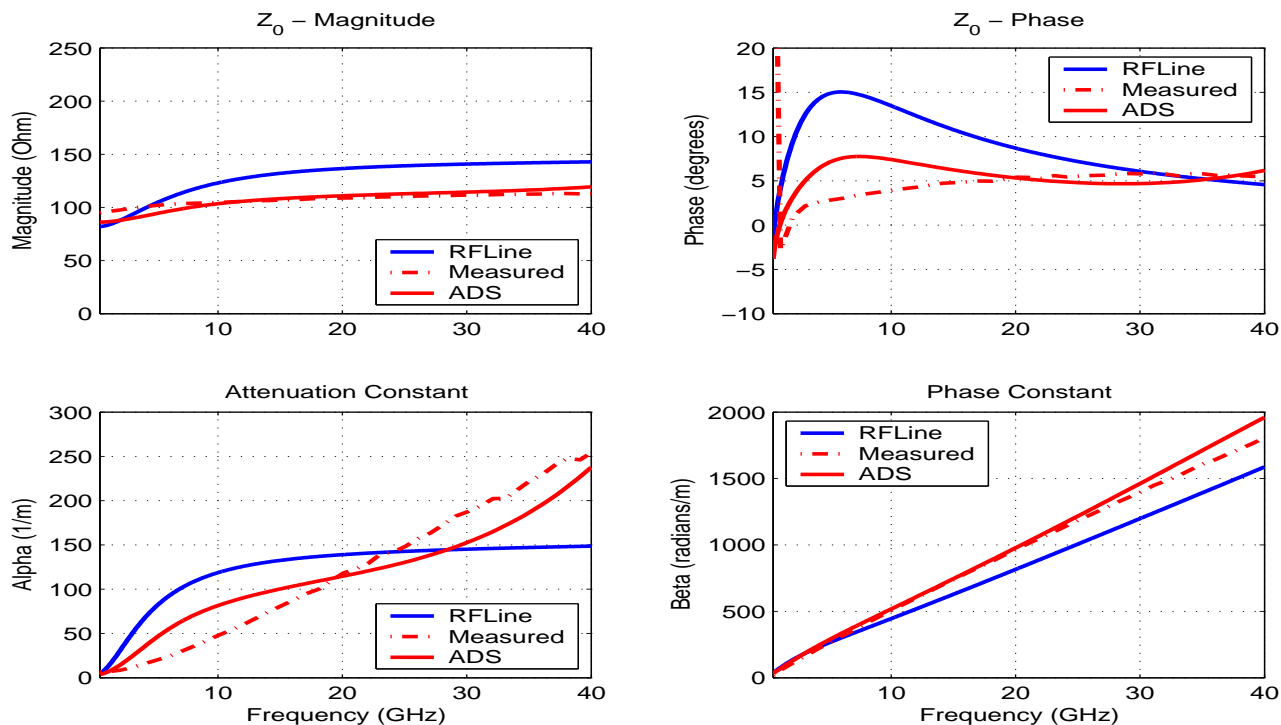 Z0 – Magnitude
250
200
150
100
50
0
10
20
30
40
Magnitude (Ohm)
RFLine
Measured
ADS
Z0 – Phase
20
15
10
5
0
−5
−10
10
20
30
40
Phase (degrees)
RFLine
Measured
ADS
Attenuation Constant
300
250
200
150
100
50
0
10
20
30
40
Alpha (1/m)
Frequency (GHz)
RFLine
Measured
ADS
Phase Constant
2000
1500
1000
500
0
10
20
30
40
Beta (radians/m)
Frequency (GHz)
RFLine
Measured
ADS